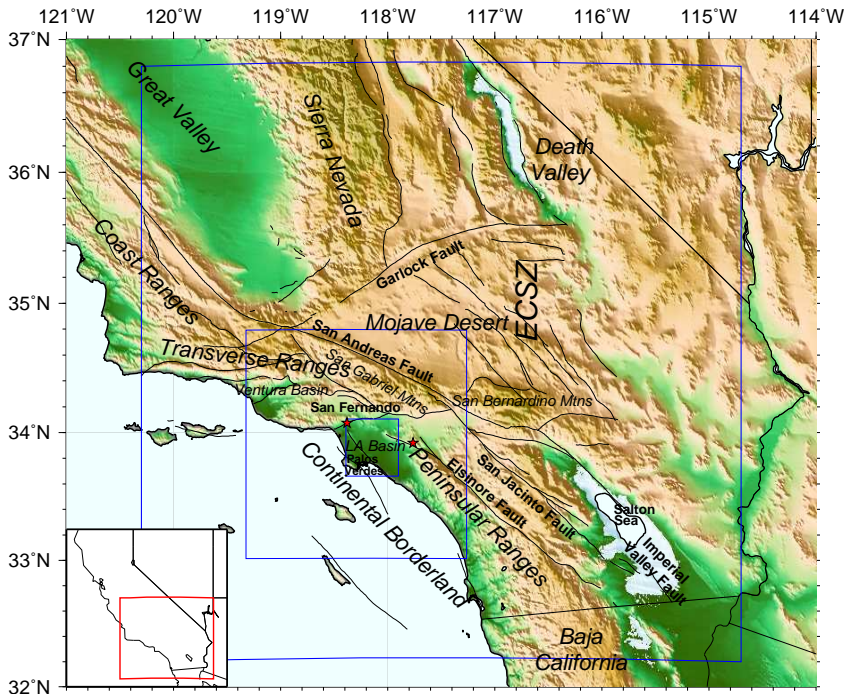 121°W 120°W 119°W 118°W 117°W 116°W 115°W 114°W
37°N
36°N
35°N
34°N
33°N
32°N
Great Valley
Sierra Nevada
Death
Valley
Coast Ranges
Garlock Fault
ECSZ
Mojave Desert
San Andreas Fault
Transverse Ranges
San Gabriel Mtns
Ventura Basin
San Bernardino Mtns
San Fernando
LA Basin
Palos
Verdes
Continental Borderland
Peninsular Ranges
Elsinore Fault
San Jacinto Fault
Salton
Sea
Imperial
Valley Fault
Baja
California